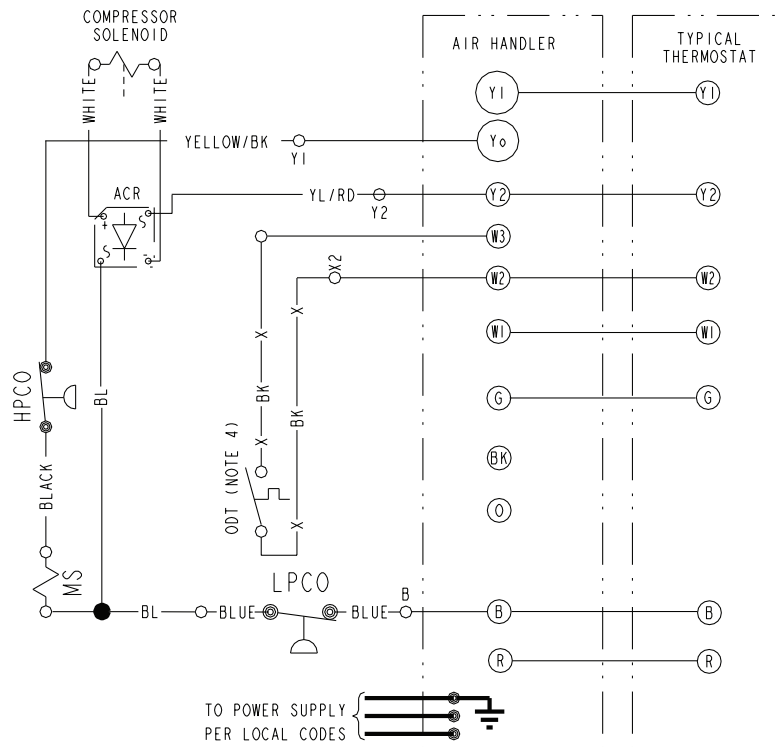 COMPRESSOR
SOLENOID
AIR HANDLER
TYPICAL
THERMOSTAT
WHITE
WHITE
Y1
Y1
YELLOW/BK
Y1
Yo
ACR
YL/RD
Y2
Y2
Y2
+
-
W3
X2
W2
W2
X
X
W1
W1
HPCO
BL
BK
BK
G
G
ODT (NOTE 4)
X
X
BK
BLACK
O
MS
LPCO
BL
BLUE
BLUE
B
B
B
R
R
TO POWER SUPPLY
PER LOCAL CODES